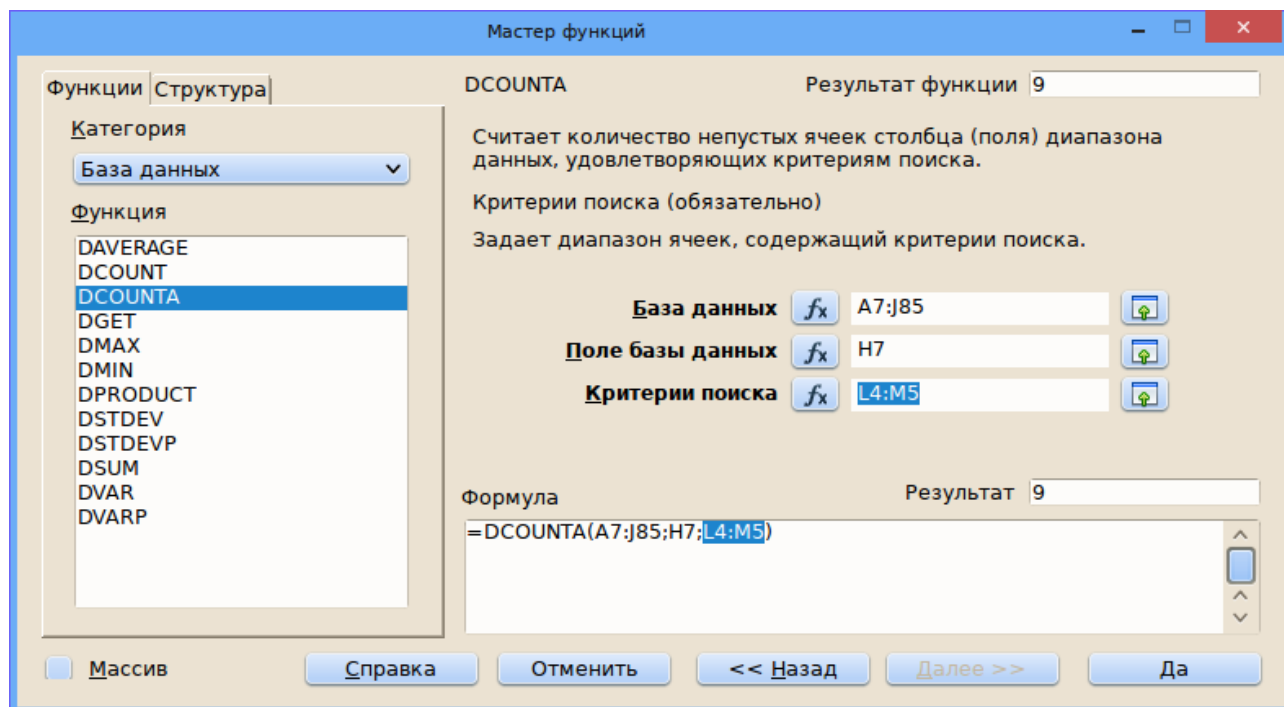 Мастер функций
Функции Структура
Категория
База данных
Функция
DAVERAGE
DCOUNT
DCOUNTA
DGET
DMAX
DMIN
DPRODUCT
DSTDEV
DSTDEVP
DSUM
DVAR
DVARP
DCOUNTA Результат функции 9
Считает количество непустых ячеек столбца (поля) диапазона
данных, удовлетворяющих критериям поиска.
Критерии поиска (обязательно)
Задает диапазон ячеек, содержащий критерии поиска.
База данных fx A7:J85
Поле базы данных fx H7
Критерии поиска fx L4:M5
Формула Результат 9
=DCOUNTA(A7:J85;H7;L4:M5)
Массив Справка Отменить << Назад Далее >> Да